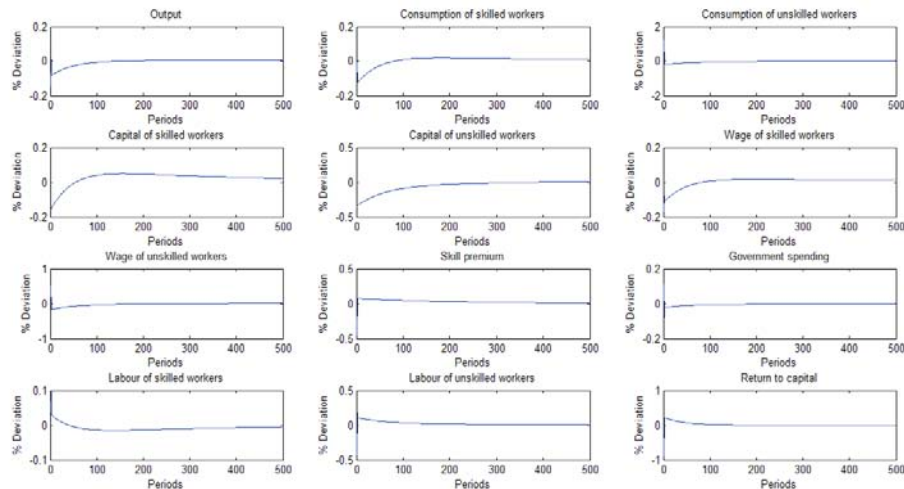 Output
Consumption of skilled workers
Consumption of unskilled workers
0.2
0
-0.2
% Deviation
0 100 200 300 400 500
Periods
0.2
0
-0.2
% Deviation
0 100 200 300 400 500
Periods
2
0
-2
% Deviation
0 100 200 300 400 500
Periods
Capital of skilled workers
Capital of unskilled workers
Wage of skilled workers
0.2
0
-0.2
% Deviation
0 100 200 300 400 500
Periods
0.5
0
-0.5
% Deviation
0 100 200 300 400 500
Periods
0.2
0
-0.2
% Deviation
0 100 200 300 400 500
Periods
Wage of unskilled workers
Skill premium
Government spending
1
0
-1
% Deviation
0 100 200 300 400 500
Periods
0.5
0
-0.5
% Deviation
0 100 200 300 400 500
Periods
0.2
0
-0.2
% Deviation
0 100 200 300 400 500
Periods
Labour of skilled workers
Labour of unskilled workers
Return to capital
0.1
0
-0.1
% Deviation
0 100 200 300 400 500
Periods
0.5
0
-0.5
% Deviation
0 100 200 300 400 500
Periods
1
0
-1
% Deviation
0 100 200 300 400 500
Periods